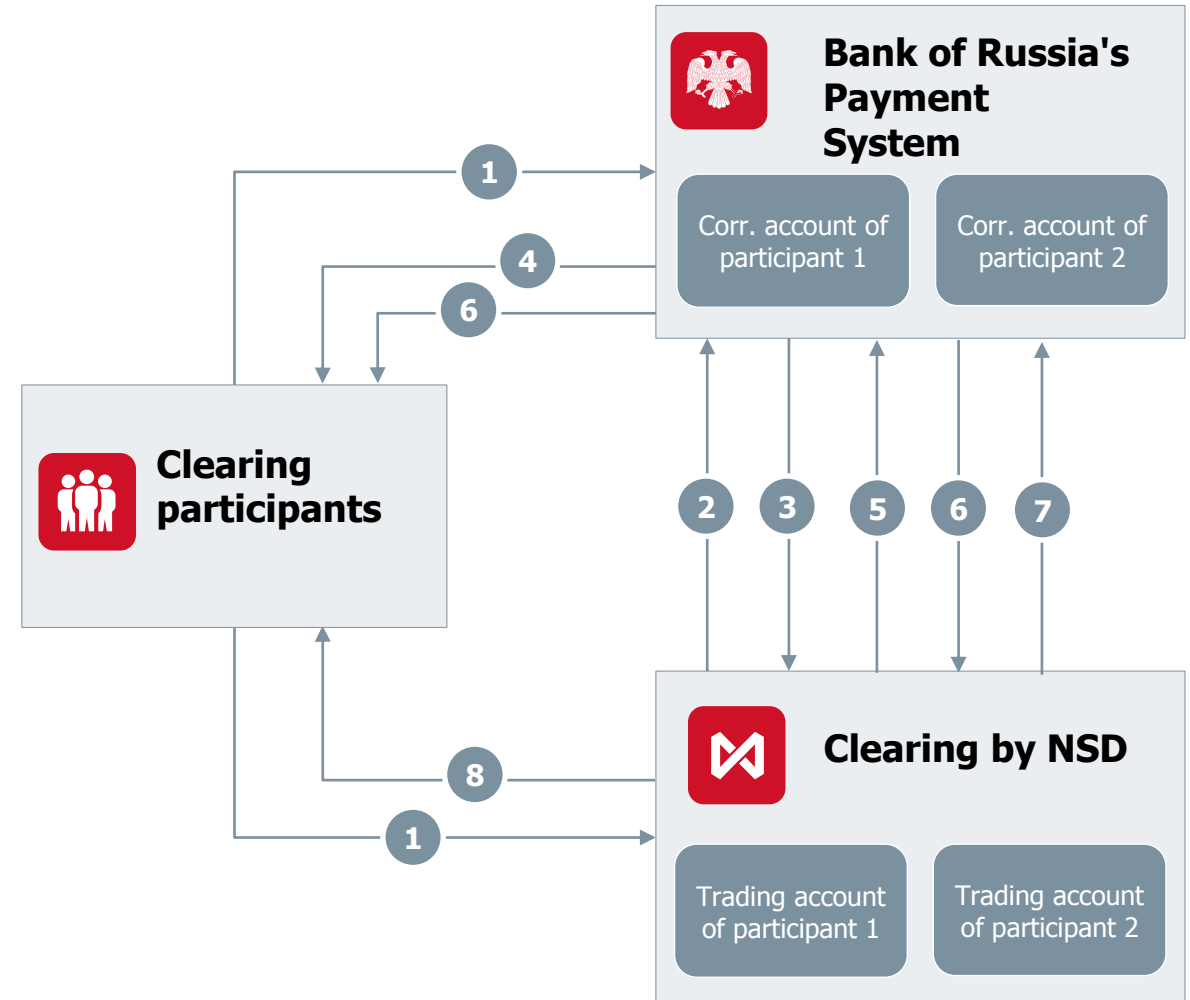 Bank of Russia's
Payment
System
1
Corr. account of
participant 1
Corr. account of
participant 2
4
6
Clearing
participants
2
3
5
6
7
8
Clearing by NSD
1
Trading account
of participant 1
Trading account
of participant 2